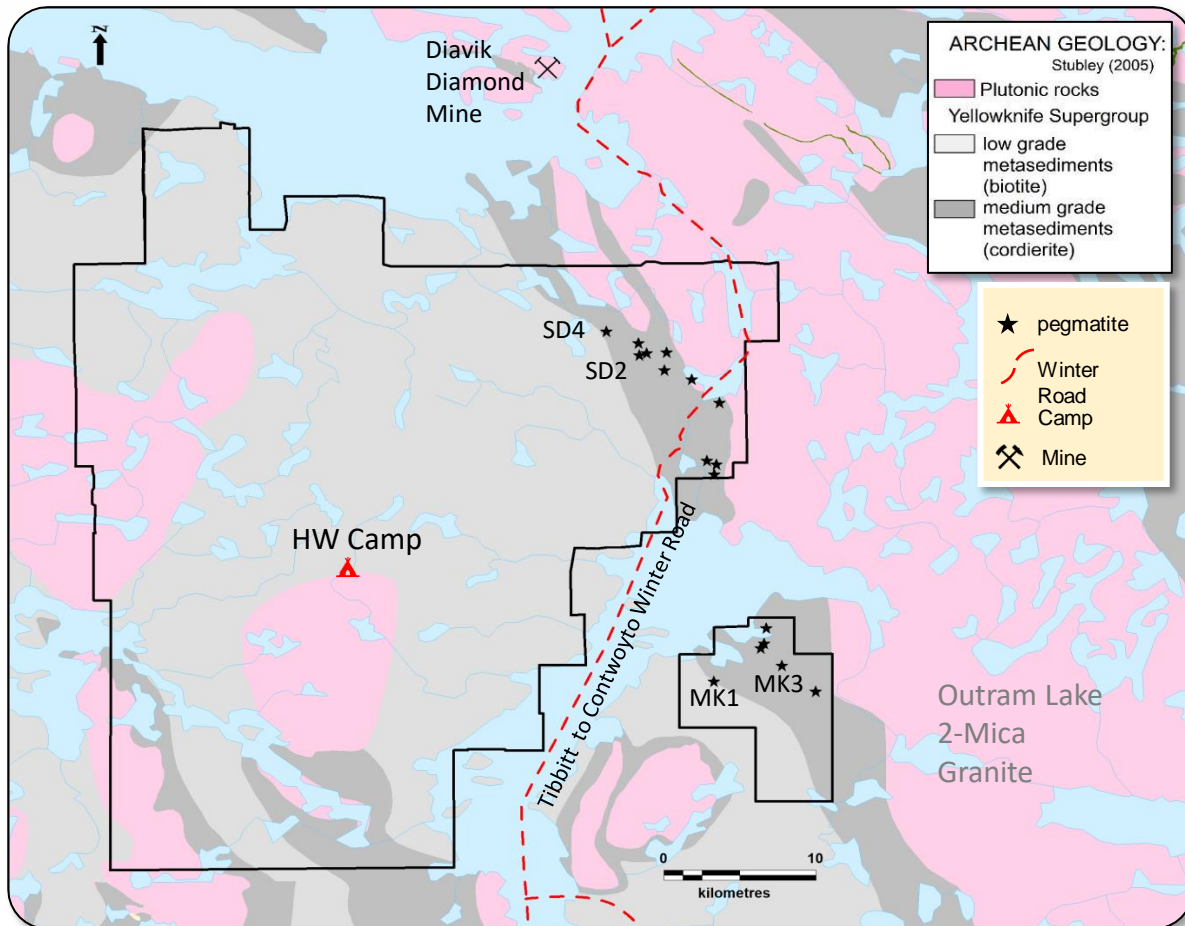 N
Diavik
Diamond
Mine
ARCHEAN GEOLOGY:
Stubley (2005)
Plutonic rocks
Yellowknife Supergroup
low grade
metasediments
(biotite)
medium grade
metasediments
(cordierite)
pegmatite
Winter
Road
Camp
Mine
SD4
SD2
HW Camp
Tibbitt to Contwoyto Winter Road
MK1
MK3
Outram Lake
2-Mica
Granite
0 10
kilometres